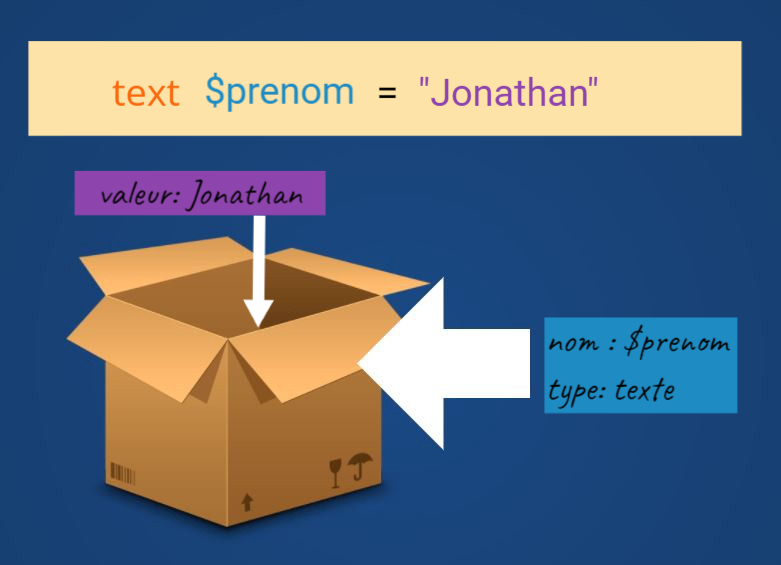 text $prenom = "Jonathan"
valeur: Jonathan
nom : $prenom
type: texte